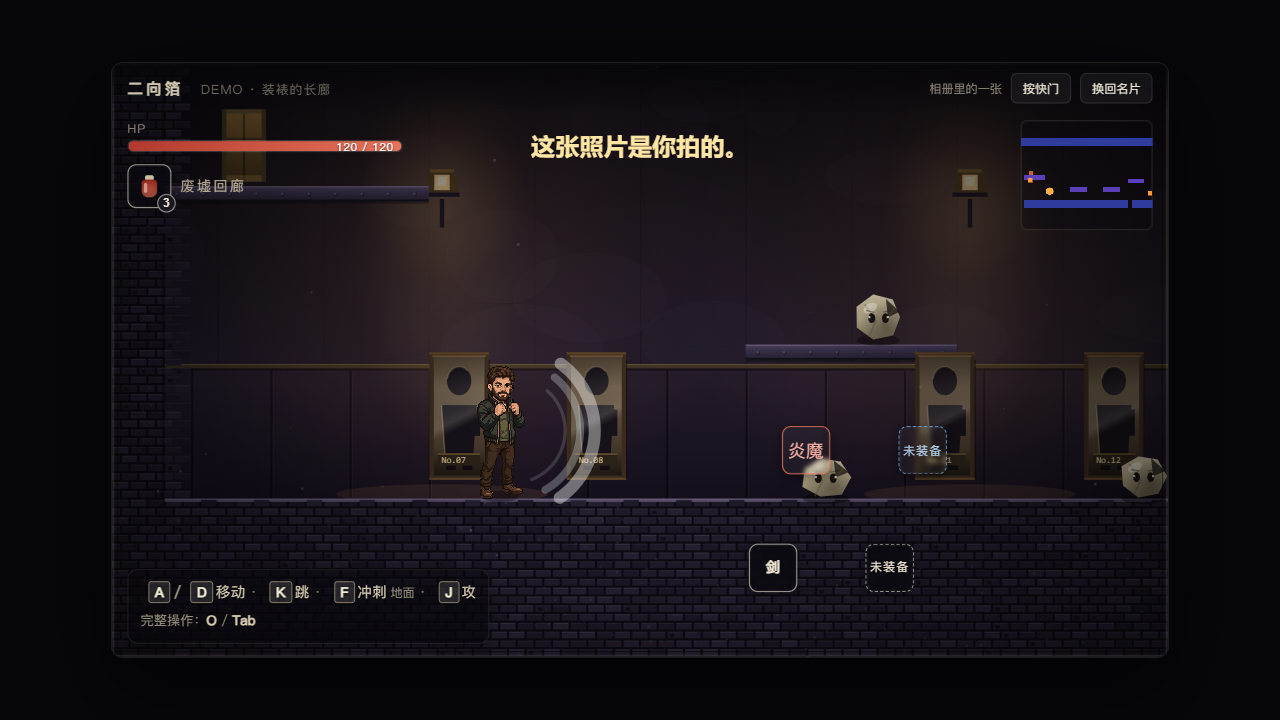 二向箔 DEMO · 装裱的长廊
相册里的一张 按快门 换回名片
HP
120 / 120
这张照片是你拍的。
废墟回廊
3
No.07
No.08
炎魔
未装备
No.12
剑
未装备
A / D 移动 · K 跳 · F 冲刺 地面 · J 攻
完整操作: O / Tab